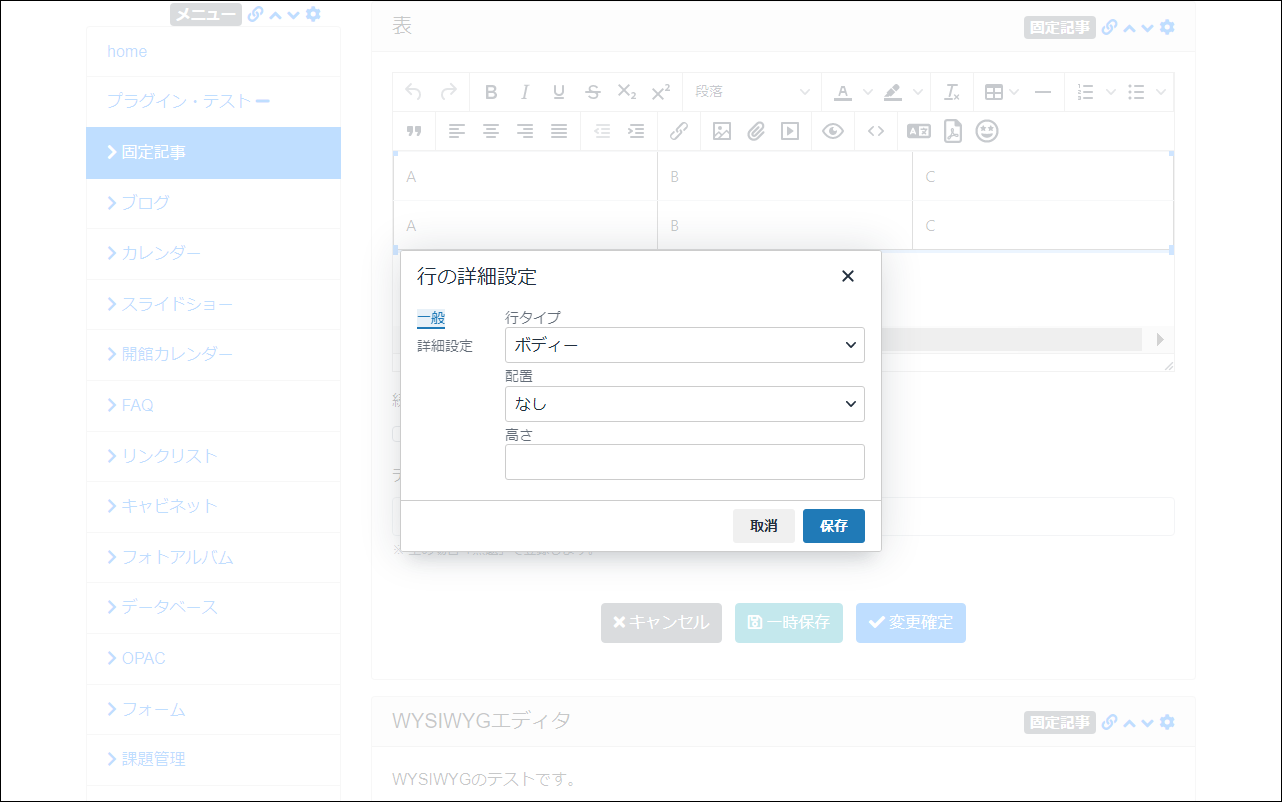 メニュー
home
プラグイン・テスト
固定記事
ブログ
カレンダー
スライドショー
開館カレンダー
FAQ
リンクリスト
キャビネット
フォトアルバム
データベース
OPAC
フォーム
課題管理
表
固定記事
段落
A B C
A B C
行の詳細設定
一般
詳細設定
行タイプ
ボディー
配置
なし
高さ
取消 保存
キャンセル 一時保存 変更確定
WYSIWYGエディタ
固定記事
WYSIWYGのテストです。